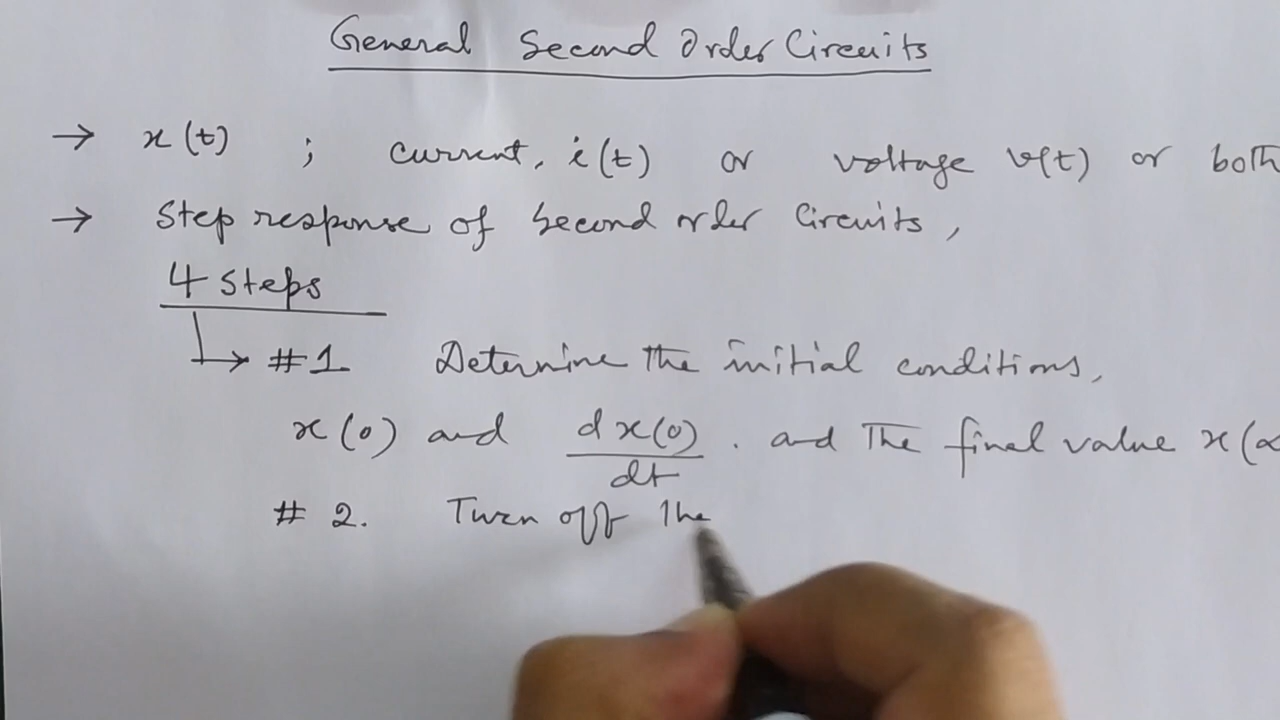 General Second Order Circuits
→ x(t) ; current, i(t) or voltage v(t) or both
→ Step response of Second order Circuits,
4 Steps
↳ #1. Determine the initial conditions,
x(0) and dx(0)/dt . and The final value x(∞
# 2. Turn off the